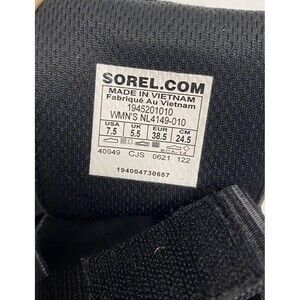 SOREL.COM
MADE IN VIETNAM
Fabriqué Au Vietnam
1945201010
WMN'S NL4149-010
USA UK EUR CM
7.5 5.5 38.5 24.5
40949 CJS 0621 122
194004730657